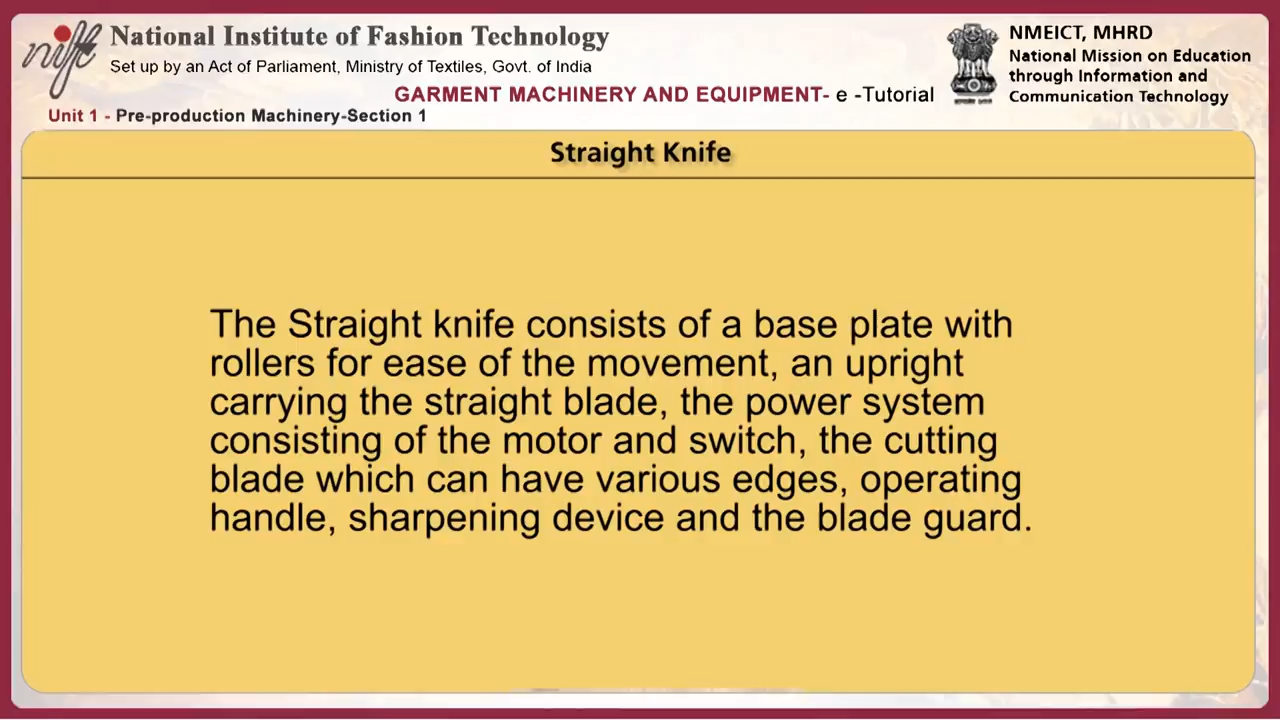 nift
National Institute of Fashion Technology
Set up by an Act of Parliament, Ministry of Textiles, Govt. of India
GARMENT MACHINERY AND EQUIPMENT- e -Tutorial
Unit 1 - Pre-production Machinery-Section 1
NMEICT, MHRD
National Mission on Education
through Information and
Communication Technology
Straight Knife
The Straight knife consists of a base plate with
rollers for ease of the movement, an upright
carrying the straight blade, the power system
consisting of the motor and switch, the cutting
blade which can have various edges, operating
handle, sharpening device and the blade guard.